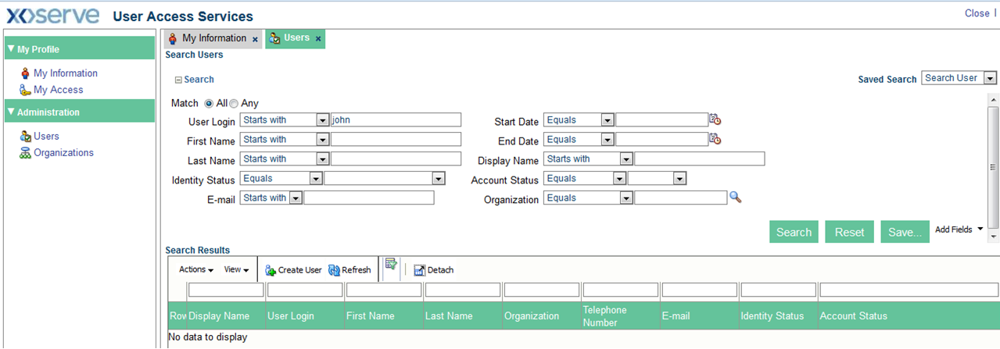 xoserve User Access Services Close |
My Information x Users x
My Profile
Search Users
My Information
My Access
Search Saved Search Search User
Administration
Match All Any
Users
Organizations
User Login Starts with john Start Date Equals
First Name Starts with End Date Equals
Last Name Starts with Display Name Starts with
Identity Status Equals Account Status Equals
E-mail Starts with Organization Equals
Search Reset Save... Add Fields
Search Results
Actions View Create User Refresh Detach
Row Display Name User Login First Name Last Name Organization Telephone Number E-mail Identity Status Account Status
No data to display